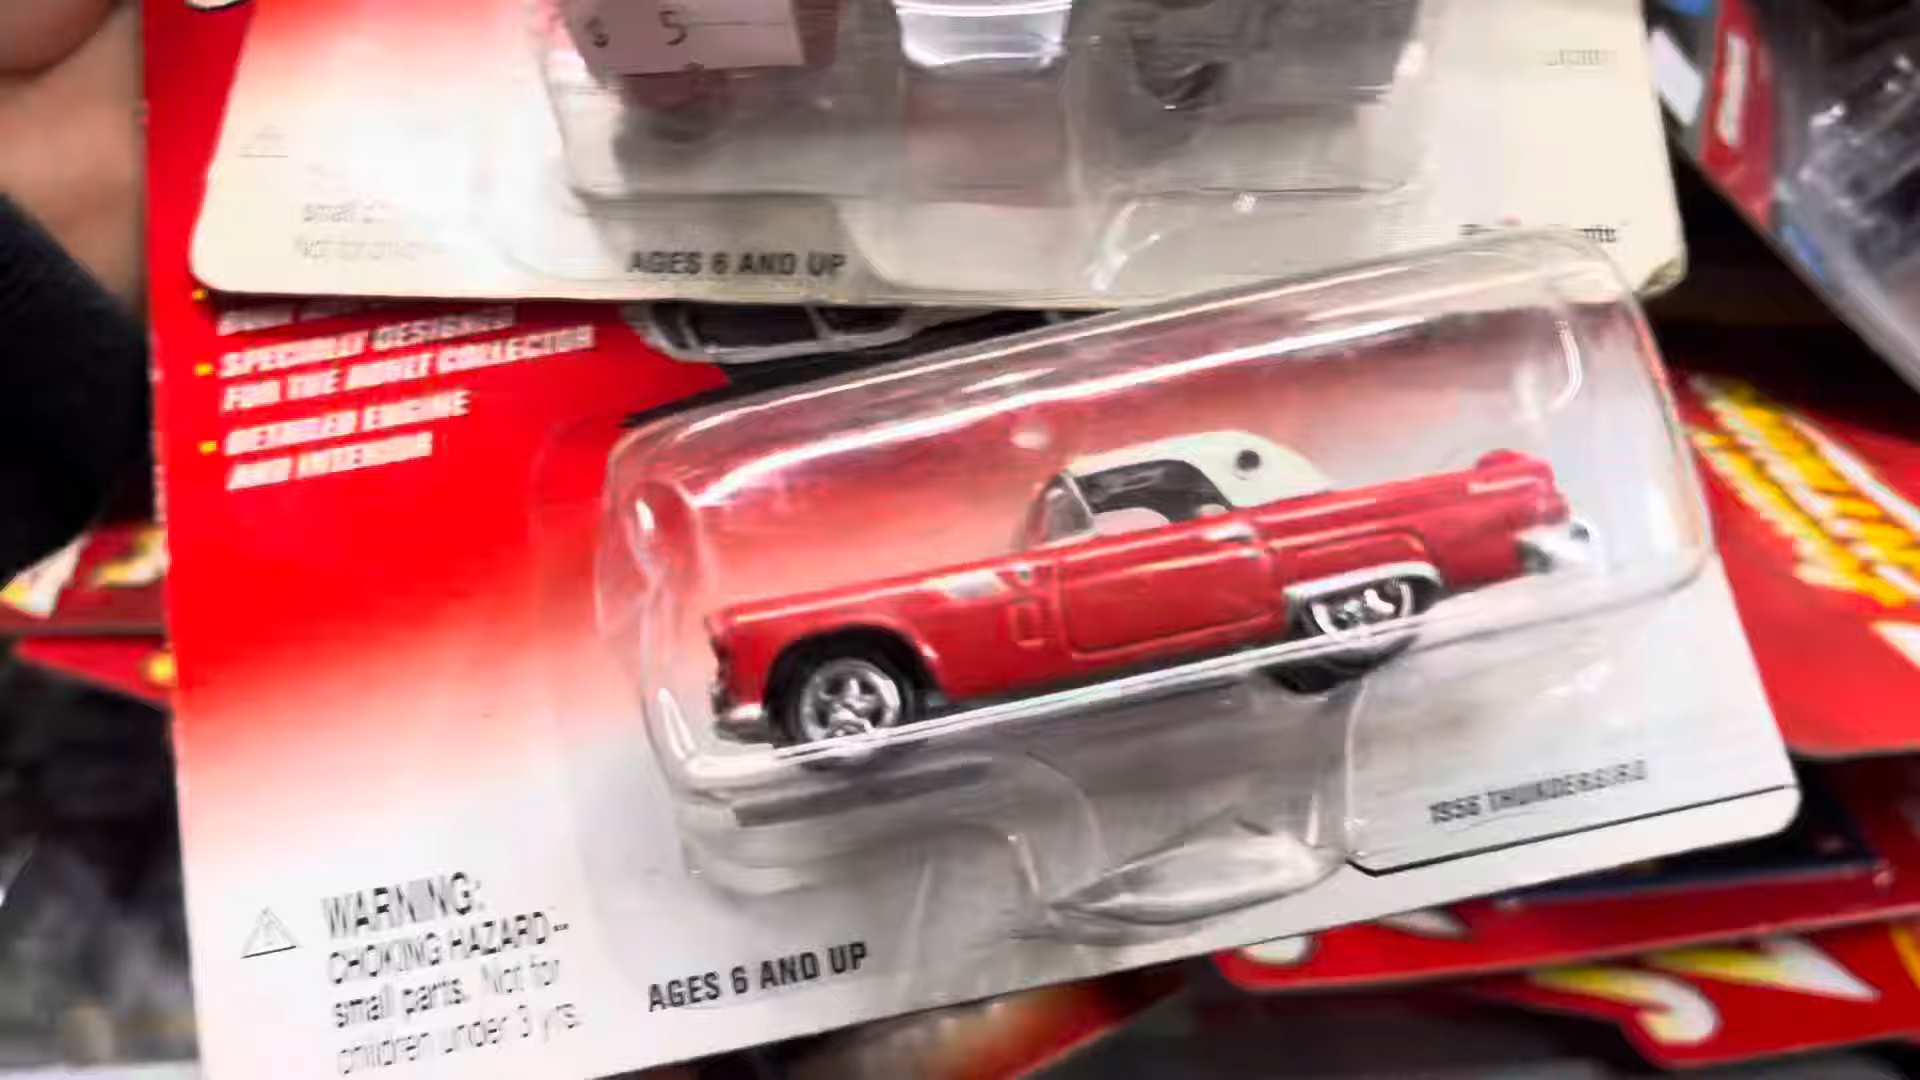 $ 5
small
AGES 6 AND UP
SPECIALLY DESIGNED
FOR THE ADULT COLLECTOR
DETAILED ENGINE
AND INTERIOR
1956 THUNDERBIRD
WARNING:
CHOKING HAZARD-
small parts. Not for
children under 3 yrs.
AGES 6 AND UP